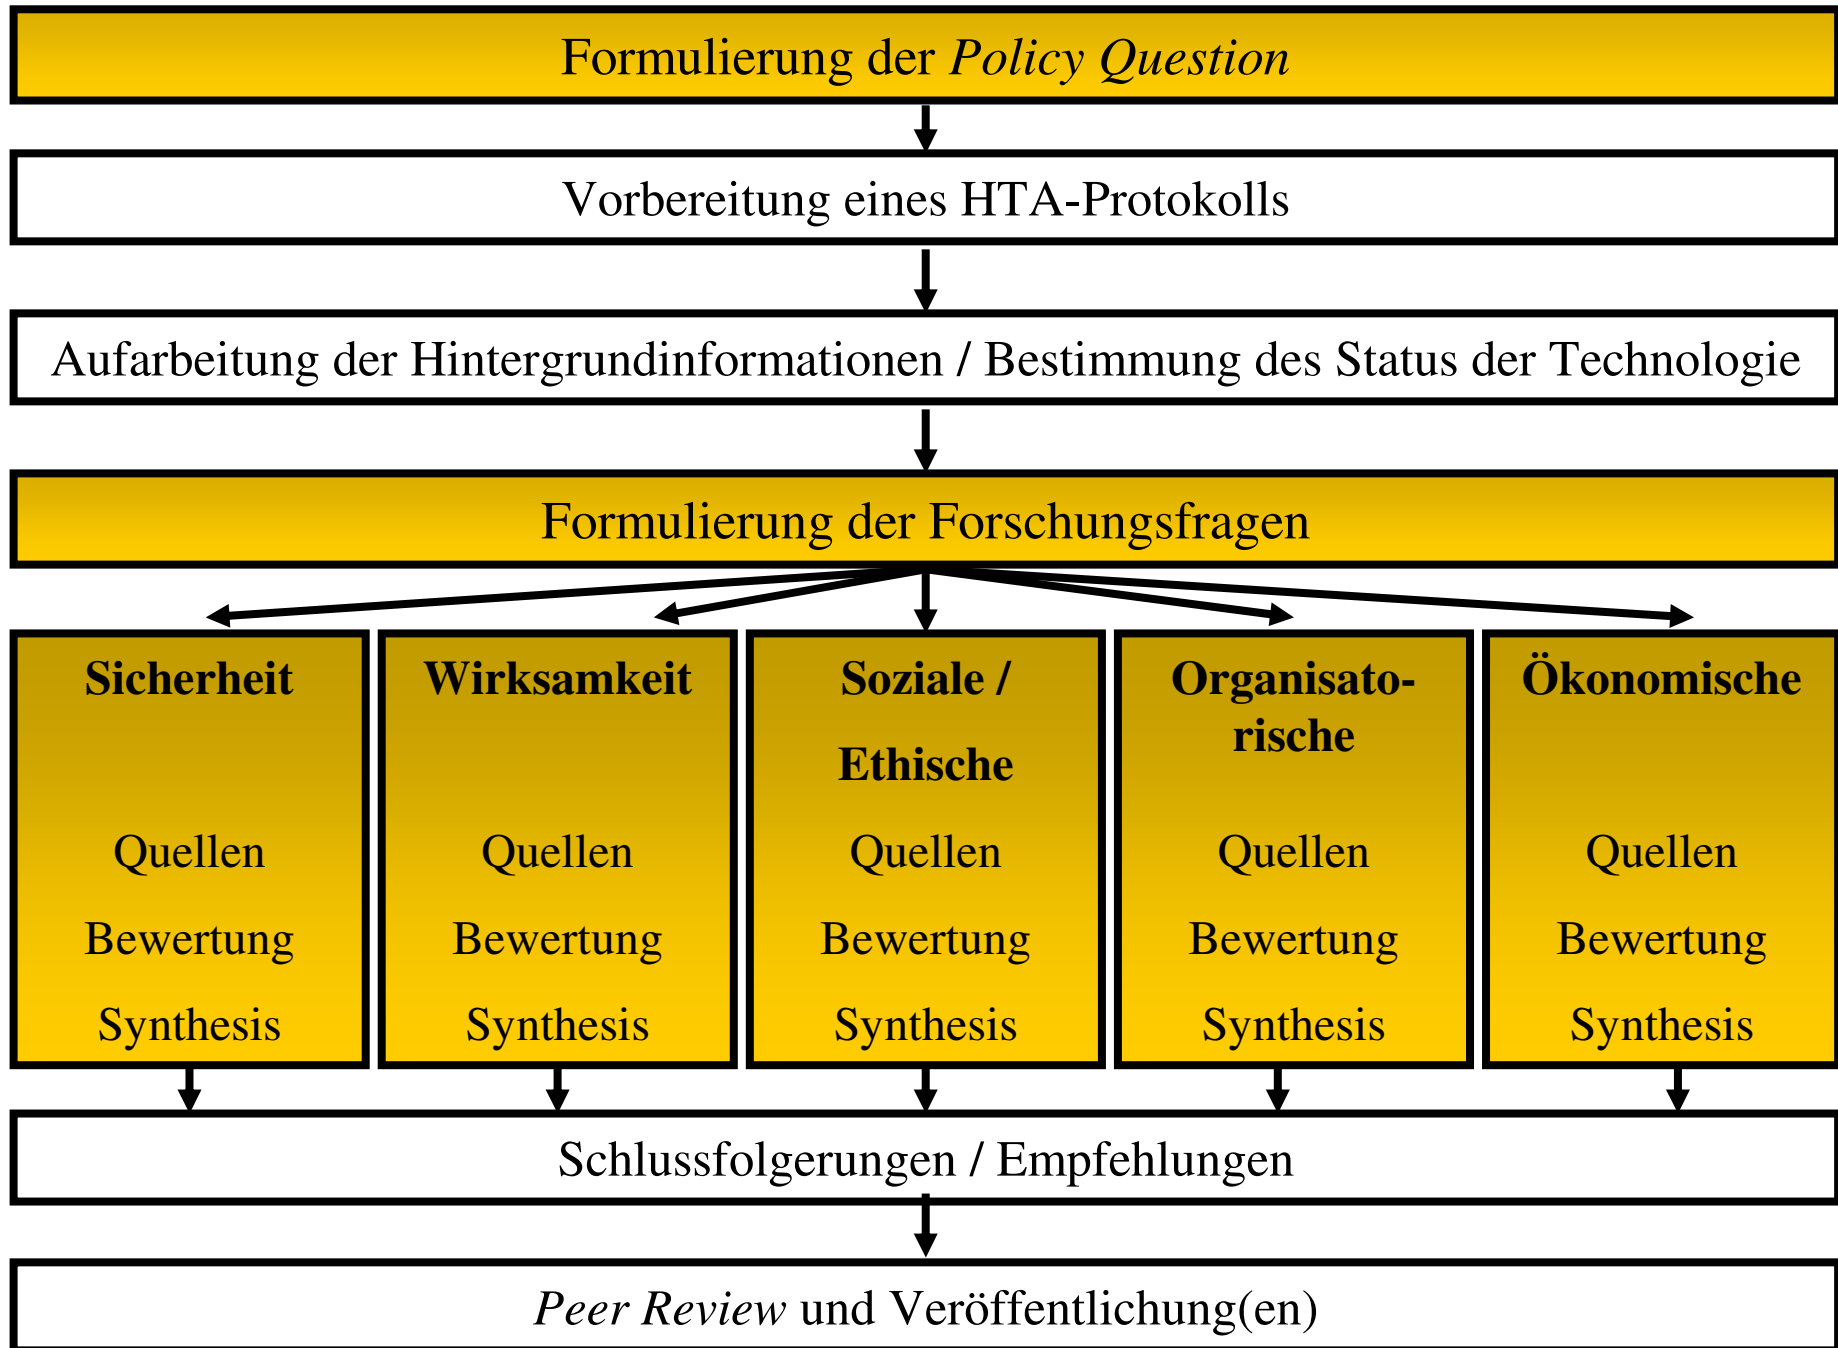 Formulierung der Policy Question
Vorbereitung eines HTA-Protokolls
Aufarbeitung der Hintergrundinformationen / Bestimmung des Status der Technologie
Formulierung der Forschungsfragen
Sicherheit
Quellen
Bewertung
Synthesis
Wirksamkeit
Quellen
Bewertung
Synthesis
Soziale /
Ethische
Quellen
Bewertung
Synthesis
Organisato-
rische
Quellen
Bewertung
Synthesis
Ökonomische
Quellen
Bewertung
Synthesis
Schlussfolgerungen / Empfehlungen
Peer Review und Veröffentlichung(en)